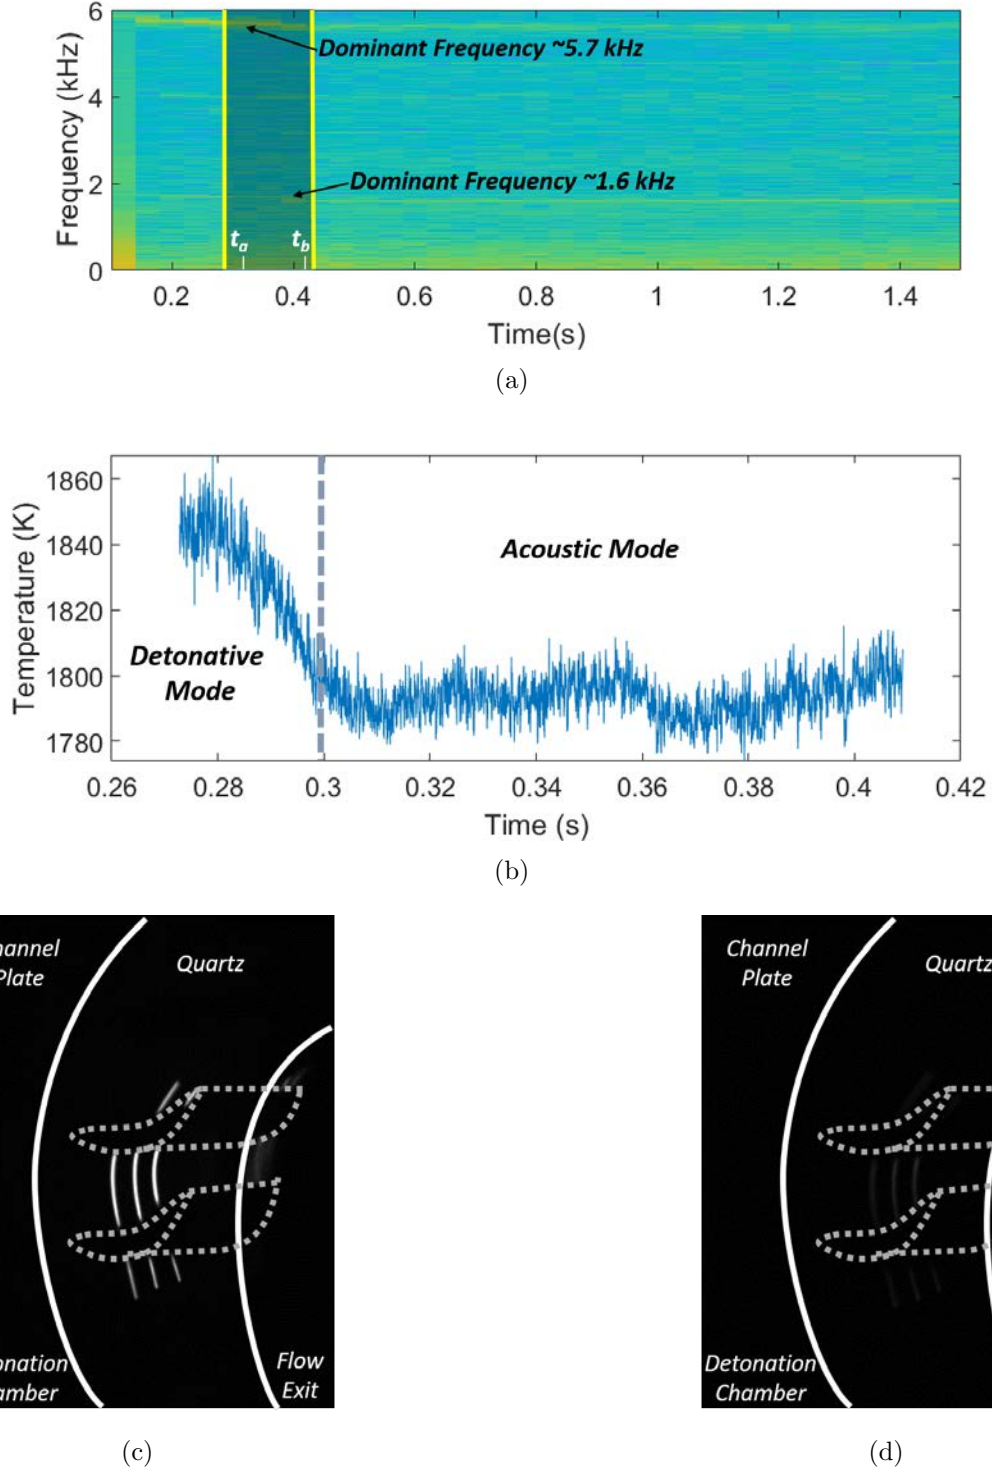 6
4
2
0
Frequency (kHz)
Dominant Frequency ~5.7 kHz
Dominant Frequency ~1.6 kHz
ta tb
0.2 0.4 0.6 0.8 1 1.2 1.4
Time(s)
(a)
1860
1840
1820
1800
1780
Temperature (K)
Acoustic Mode
Detonative
Mode
0.26 0.28 0.3 0.32 0.34 0.36 0.38 0.4 0.42
Time (s)
(b)
hannel
Plate
Quartz
onation
amber
Flow
Exit
(c)
Channel
Plate
Quartz
Detonation
Chamber
(d)